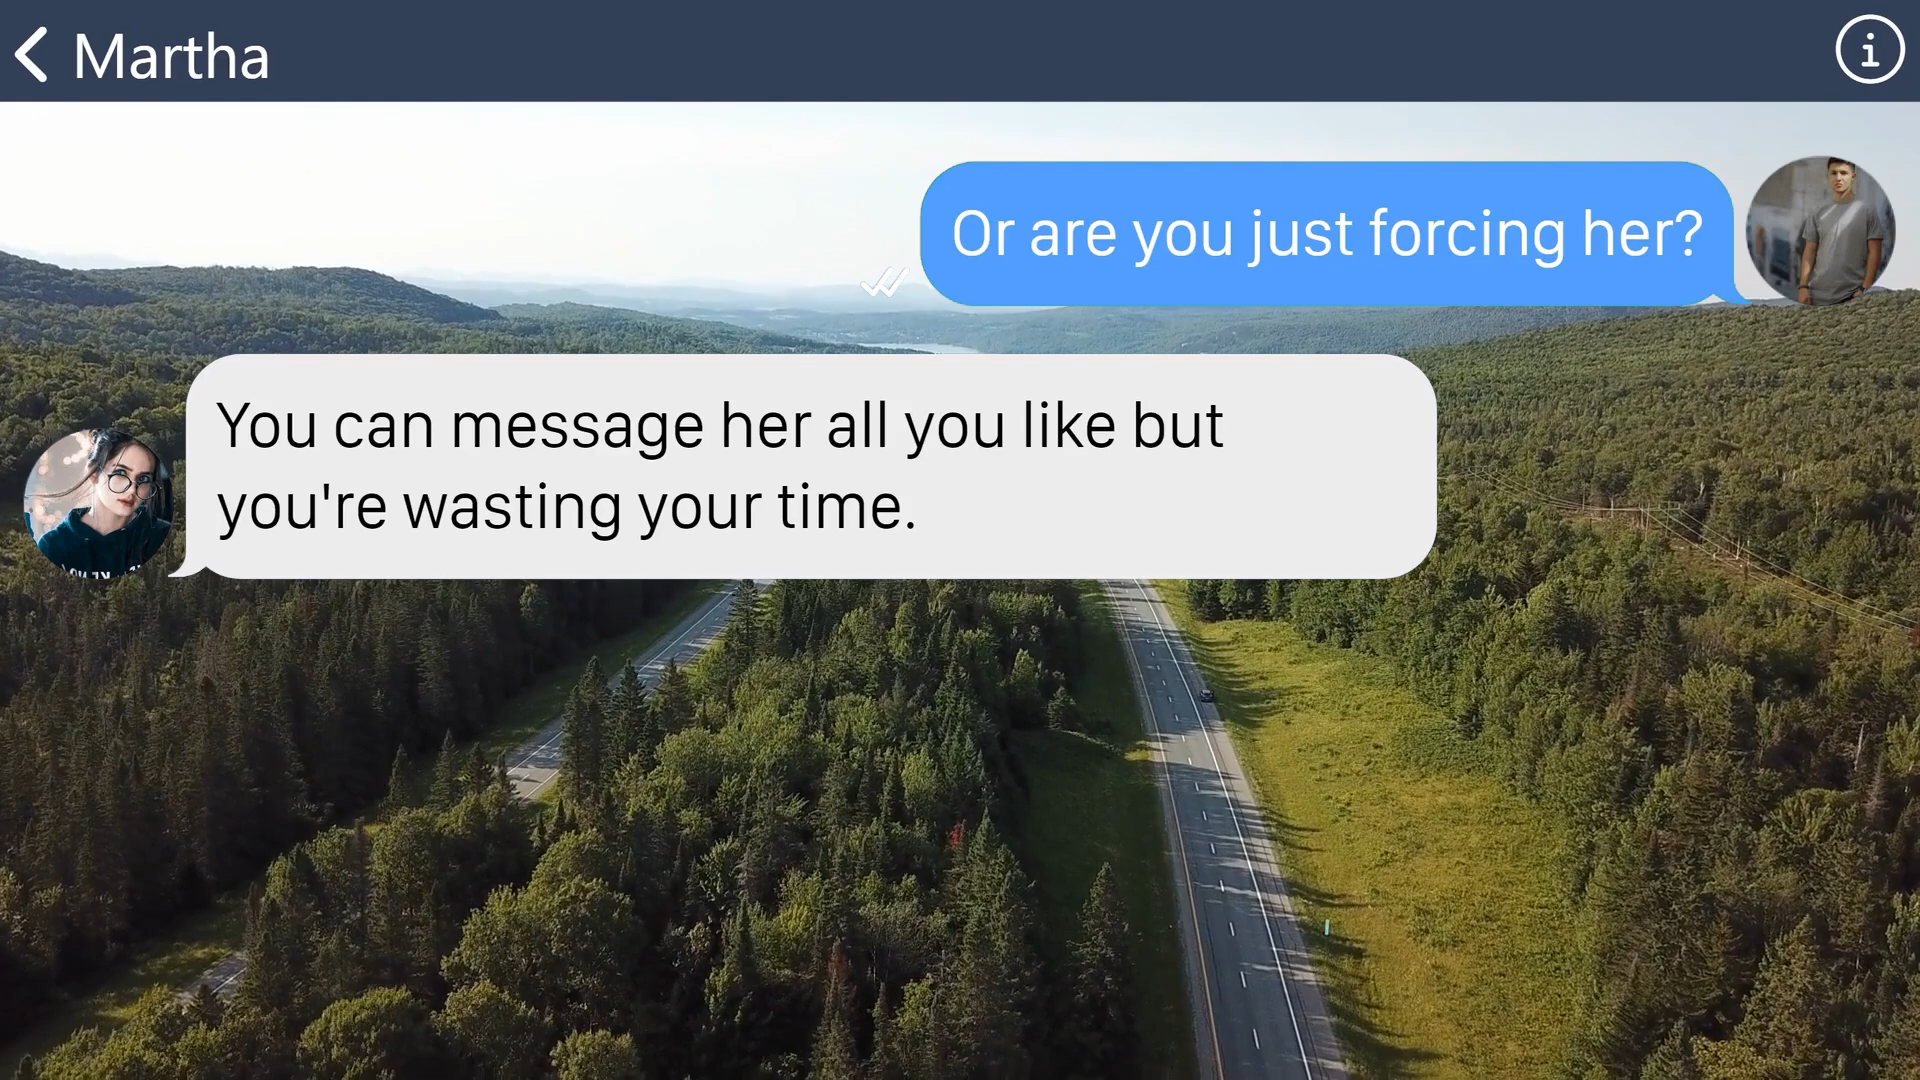 Martha
Or are you just forcing her?
You can message her all you like but
you're wasting your time.